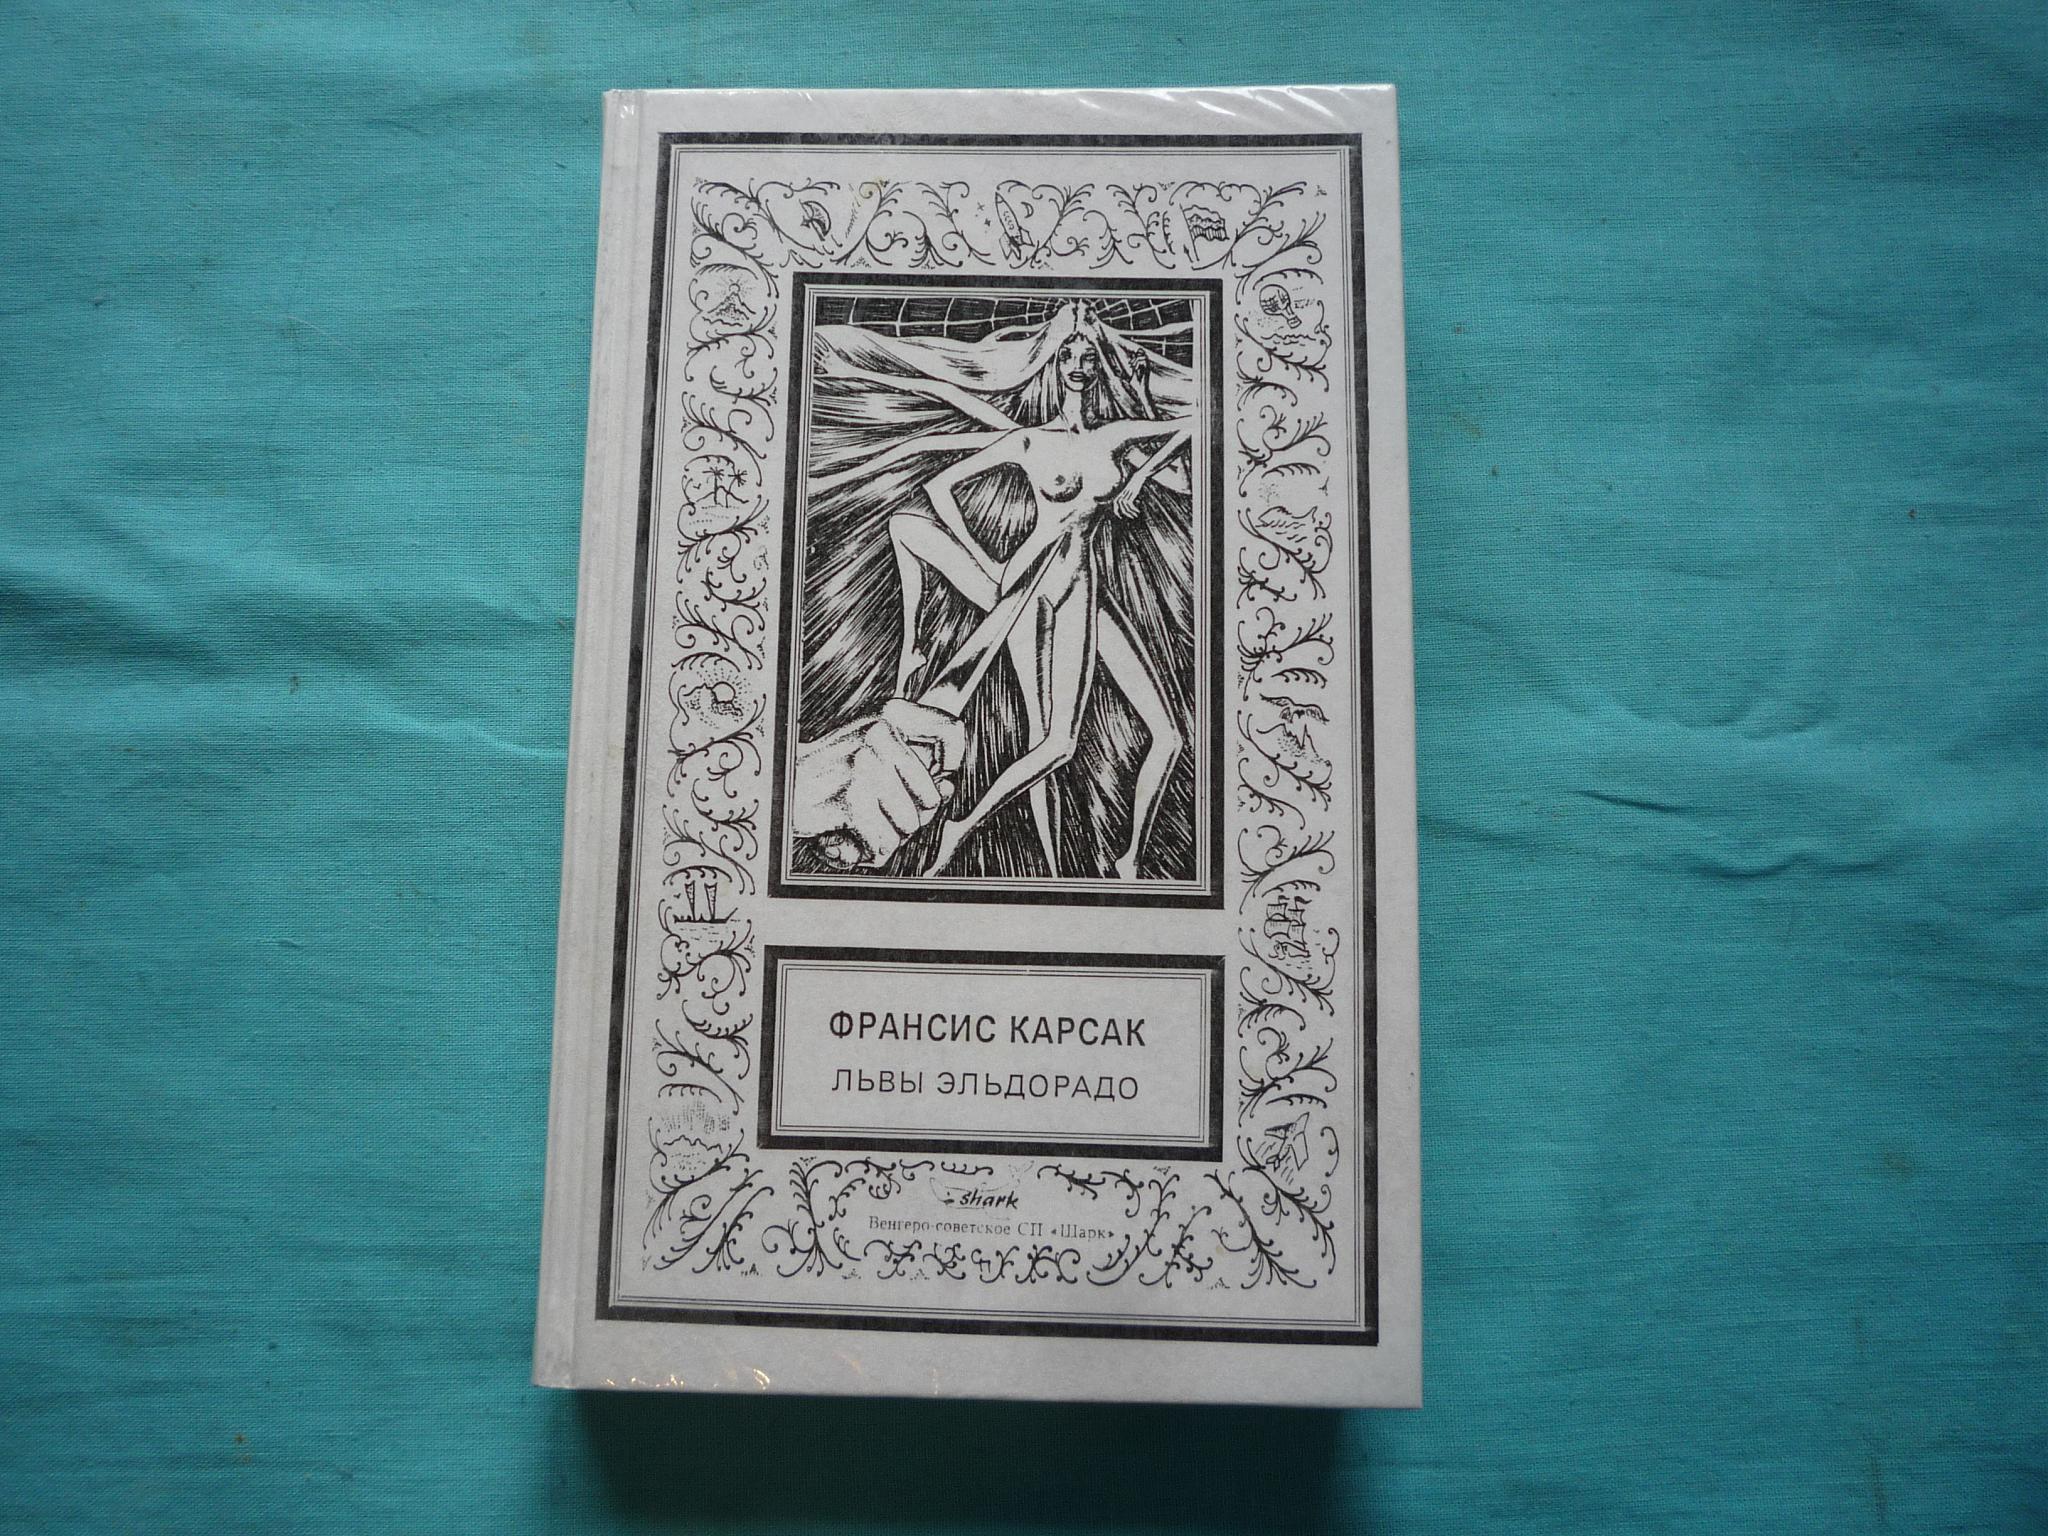 ФРАНСИС КАРСАК
ЛЬВЫ ЭЛЬДОРАДО
shark
Венгеро-советское СП «Шарк»